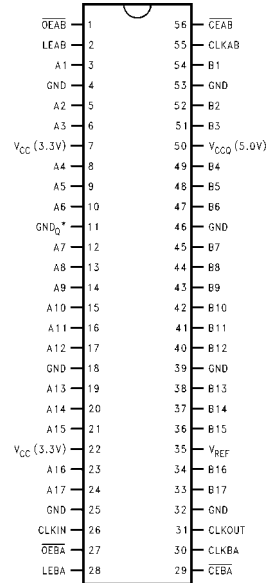 O̅E̅A̅B̅ 1 56 C̅E̅A̅B̅
LEAB 2 55 CLKAB
A1 3 54 B1
GND 4 53 GND
A2 5 52 B2
A3 6 51 B3
VCC (3.3V) 7 50 VCCQ (5.0V)
A4 8 49 B4
A5 9 48 B5
A6 10 47 B6
GNDQ* 11 46 GND
A7 12 45 B7
A8 13 44 B8
A9 14 43 B9
A10 15 42 B10
A11 16 41 B11
A12 17 40 B12
GND 18 39 GND
A13 19 38 B13
A14 20 37 B14
A15 21 36 B15
VCC (3.3V) 22 35 VREF
A16 23 34 B16
A17 24 33 B17
GND 25 32 GND
CLKIN 26 31 CLKOUT
O̅E̅B̅A̅ 27 30 CLKBA
LEBA 28 29 C̅E̅B̅A̅